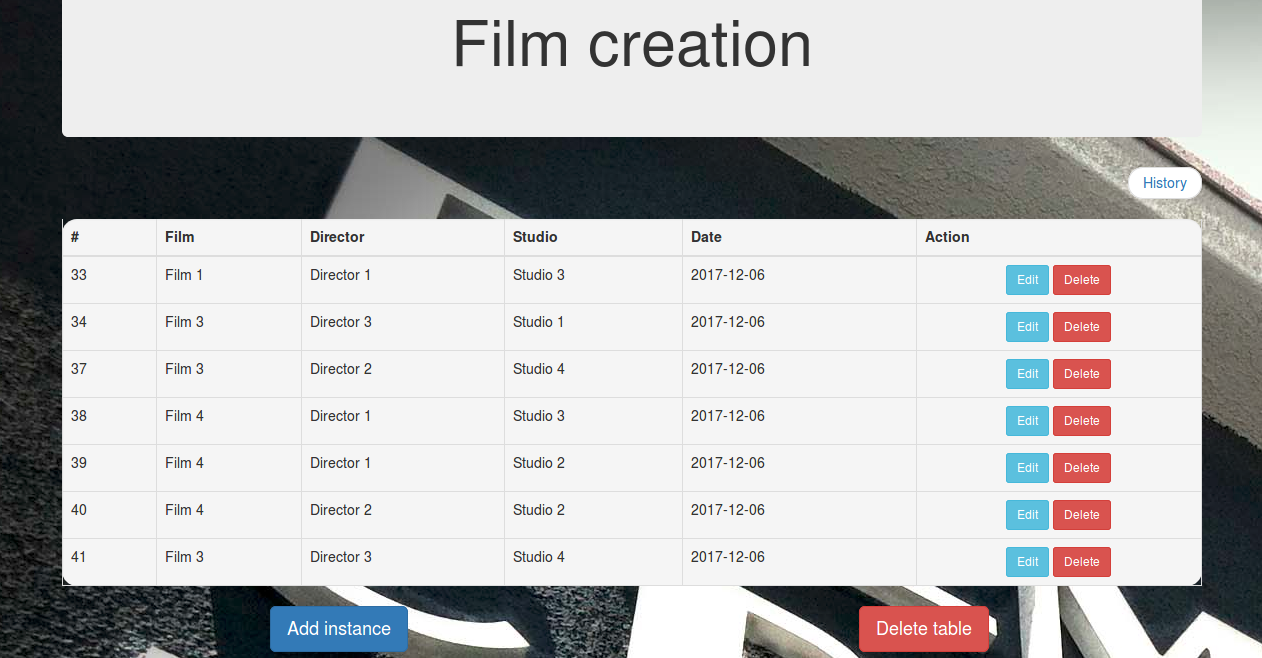 Film creation
History
# Film Director Studio Date Action
33 Film 1 Director 1 Studio 3 2017-12-06 Edit Delete
34 Film 3 Director 3 Studio 1 2017-12-06 Edit Delete
37 Film 3 Director 2 Studio 4 2017-12-06 Edit Delete
38 Film 4 Director 1 Studio 3 2017-12-06 Edit Delete
39 Film 4 Director 1 Studio 2 2017-12-06 Edit Delete
40 Film 4 Director 2 Studio 2 2017-12-06 Edit Delete
41 Film 3 Director 3 Studio 4 2017-12-06 Edit Delete
Add instance Delete table